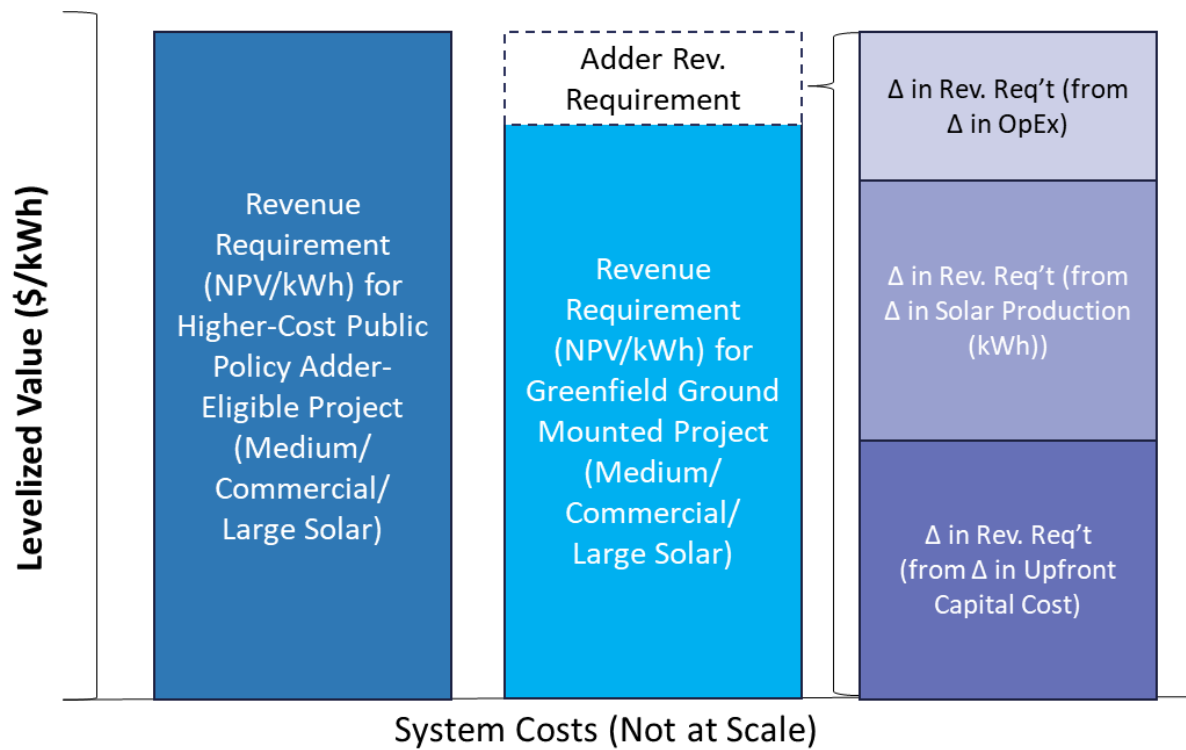 Levelized Value ($/kWh)
Revenue
Requirement
(NPV/kWh) for
Higher-Cost Public
Policy Adder-
Eligible Project
(Medium/
Commercial/
Large Solar)
Adder Rev.
Requirement
Revenue
Requirement
(NPV/kWh) for
Greenfield Ground
Mounted Project
(Medium/
Commercial/
Large Solar)
Δ in Rev. Req’t (from
Δ in OpEx)
Δ in Rev. Req’t (from
Δ in Solar Production
(kWh))
Δ in Rev. Req’t
(from Δ in Upfront
Capital Cost)
System Costs (Not at Scale)